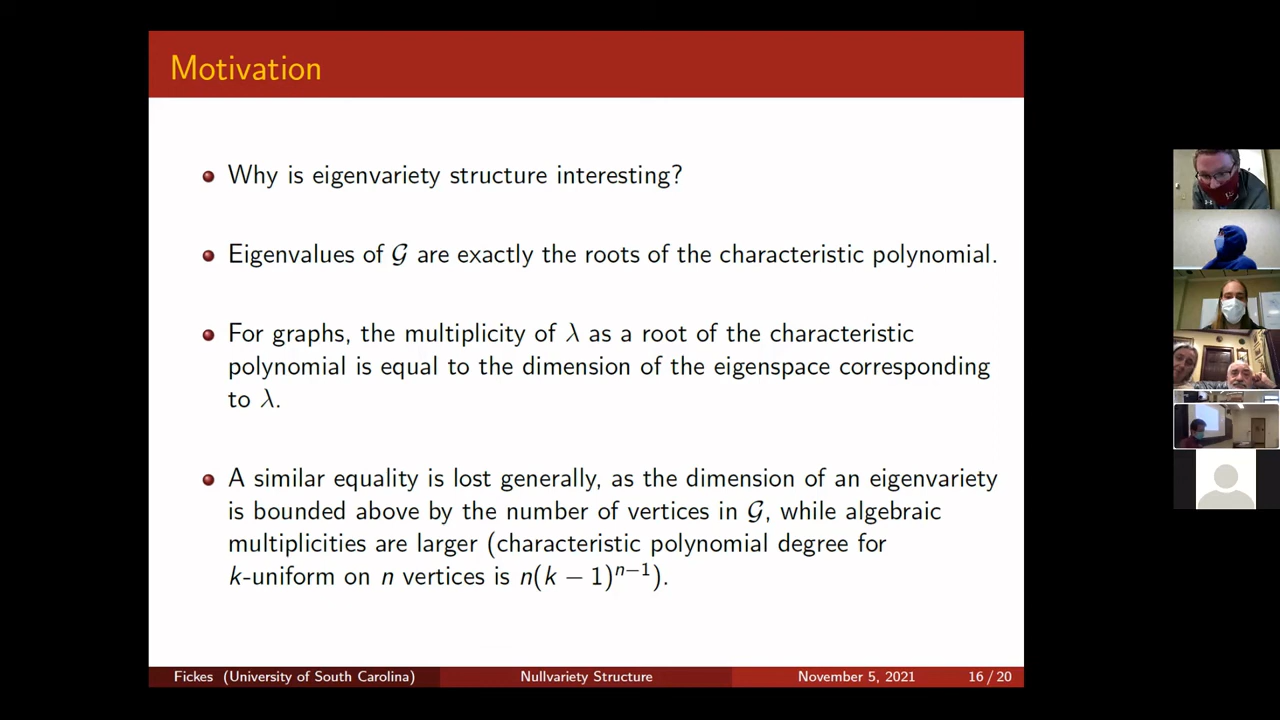 Motivation
Why is eigenvariety structure interesting?
Eigenvalues of 𝒢 are exactly the roots of the characteristic polynomial.
For graphs, the multiplicity of λ as a root of the characteristic
polynomial is equal to the dimension of the eigenspace corresponding
to λ.
A similar equality is lost generally, as the dimension of an eigenvariety
is bounded above by the number of vertices in 𝒢, while algebraic
multiplicities are larger (characteristic polynomial degree for
k-uniform on n vertices is n(k − 1)ⁿ⁻¹).
Fickes (University of South Carolina) Nullvariety Structure November 5, 2021 16 / 20